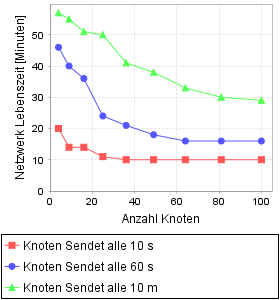 Netzwerk Lebenszeit [Minuten]
50
40
30
20
10
0
0 20 40 60 80 100
Anzahl Knoten
Knoten Sendet alle 10 s
Knoten Sendet alle 60 s
Knoten Sendet alle 10 m